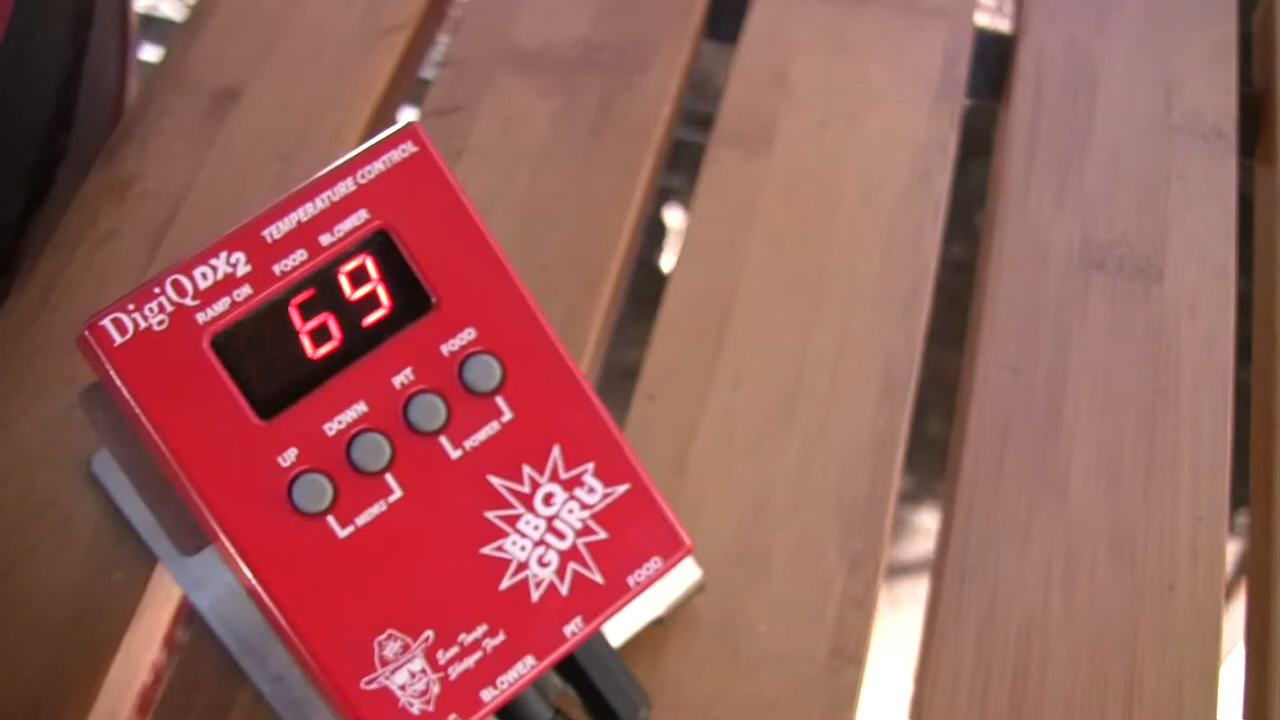 TEMPERATURE CONTROL
DigiQ DX2
RAMP ON FOOD BLOWER
69
UP DOWN PIT FOOD
MENU POWER
BBQ
GURU
BLOWER PIT FOOD